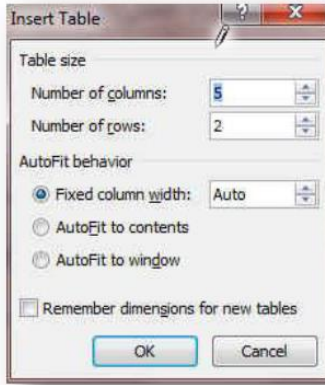 Insert Table
?
X
Table size
Number of columns: 5
Number of rows: 2
AutoFit behavior
Fixed column width: Auto
AutoFit to contents
AutoFit to window
Remember dimensions for new tables
OK Cancel